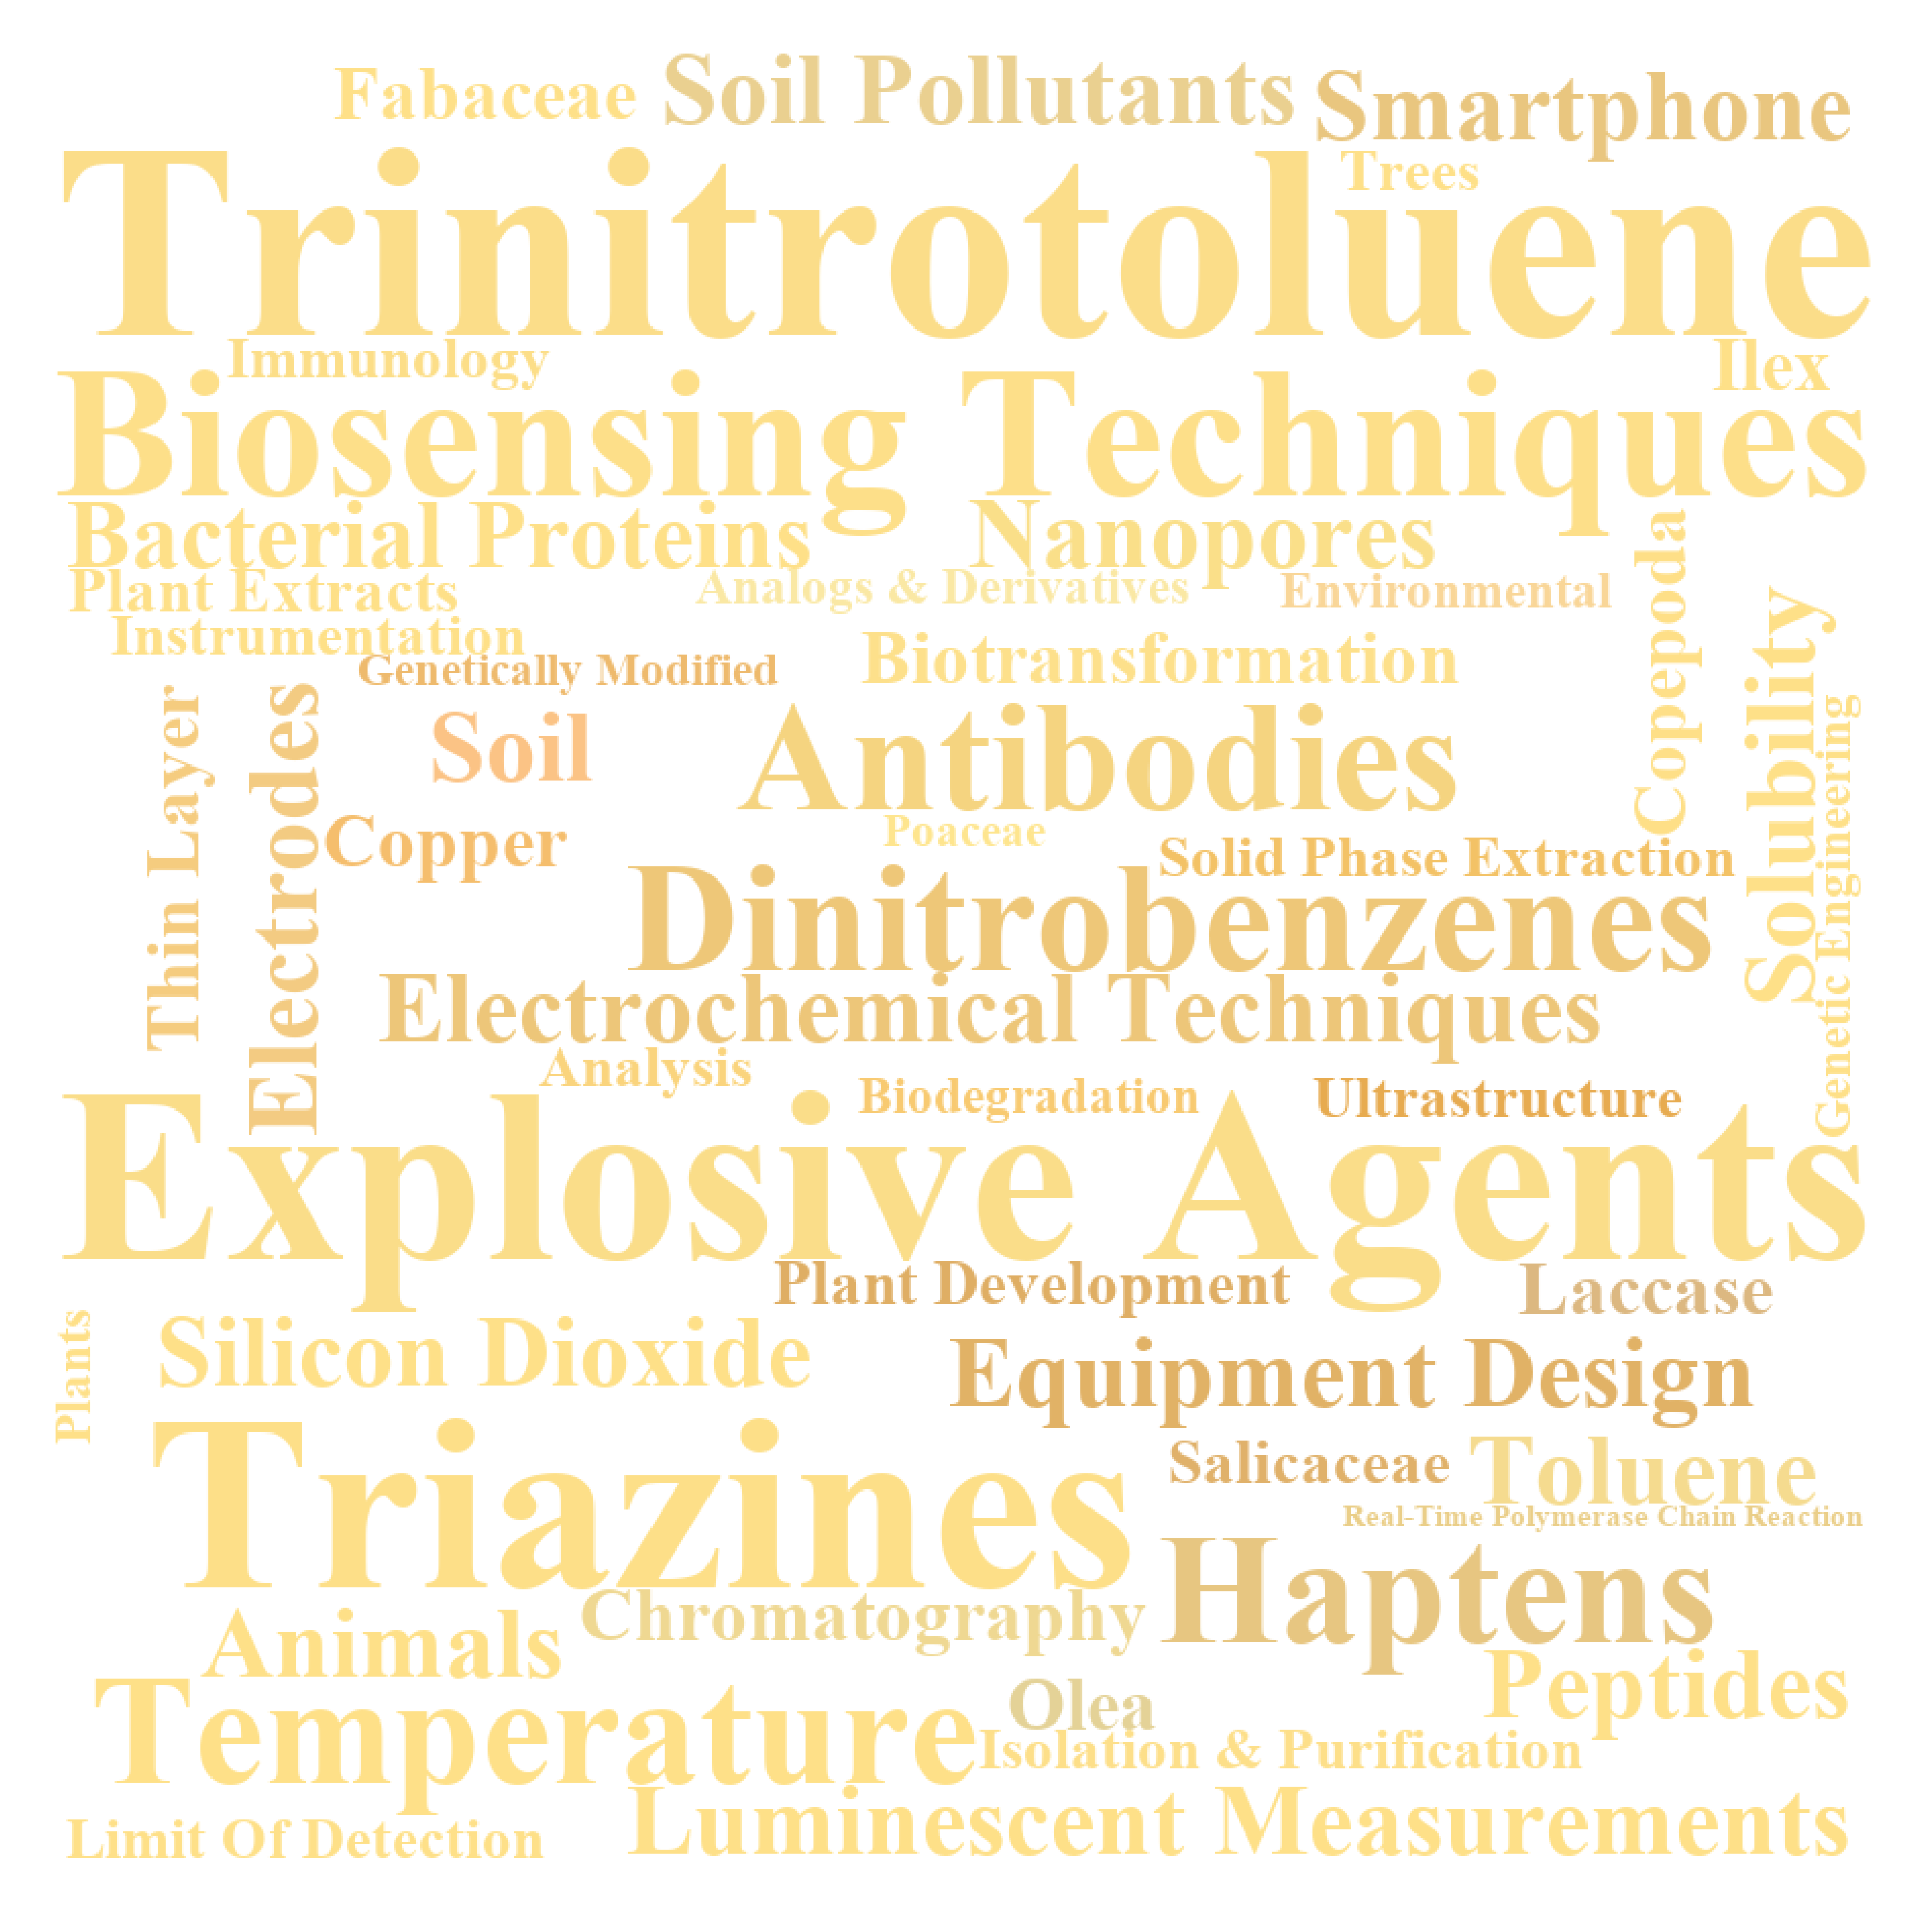 Fabaceae
Soil Pollutants
Smartphone
Trees
Trinitrotoluene
Immunology
Ilex
Biosensing Techniques
Bacterial Proteins
Nanopores
Copepoda
Plant Extracts
Analogs & Derivatives
Environmental
Solubility
Instrumentation
Genetically Modified
Biotransformation
Thin Layer
Electrodes
Soil
Antibodies
Genetic Engineering
Copper
Poaceae
Solid Phase Extraction
Dinitrobenzenes
Electrochemical Techniques
Analysis
Biodegradation
Ultrastructure
Explosive Agents
Plant Development
Laccase
Plants
Silicon Dioxide
Equipment Design
Triazines
Salicaceae
Toluene
Real-Time Polymerase Chain Reaction
Haptens
Chromatography
Animals
Peptides
Temperature
Olea
Isolation & Purification
Limit Of Detection
Luminescent Measurements